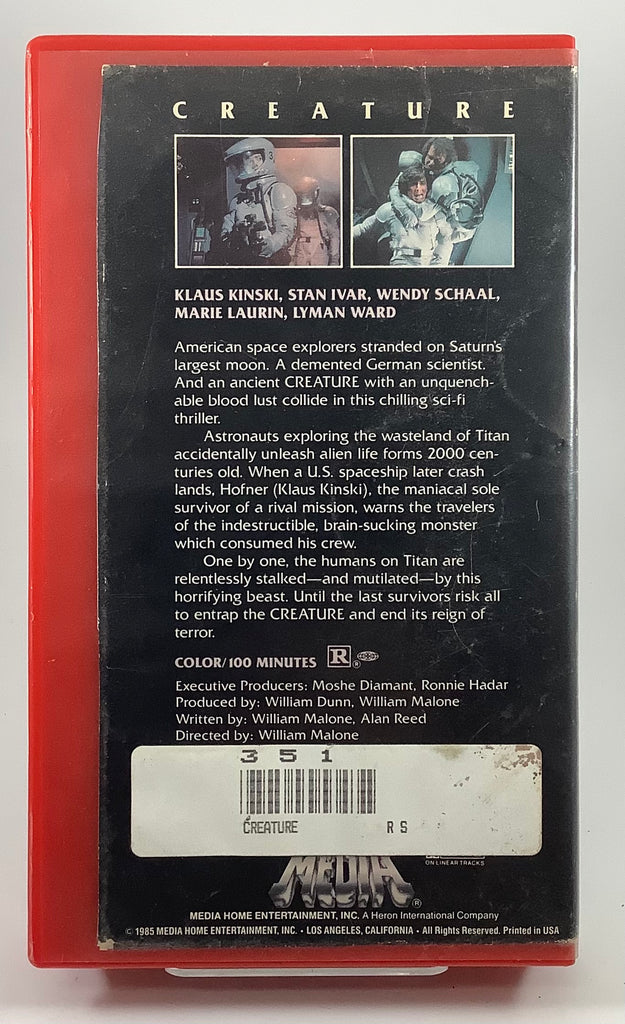 CREATURE
3
KLAUS KINSKI, STAN IVAR, WENDY SCHAAL,
MARIE LAURIN, LYMAN WARD
American space explorers stranded on Saturn's
largest moon. A demented German scientist.
And an ancient CREATURE with an unquench-
able blood lust collide in this chilling sci-fi
thriller.
Astronauts exploring the wasteland of Titan
accidentally unleash alien life forms 2000 cen-
turies old. When a U.S. spaceship later crash
lands, Hofner (Klaus Kinski), the maniacal sole
survivor of a rival mission, warns the travelers
of the indestructible, brain-sucking monster
which consumed his crew.
One by one, the humans on Titan are
relentlessly stalked—and mutilated—by this
horrifying beast. Until the last survivors risk all
to entrap the CREATURE and end its reign of
terror.
COLOR/100 MINUTES R ®
Executive Producers: Moshe Diamant, Ronnie Hadar
Produced by: William Dunn, William Malone
Written by: William Malone, Alan Reed
Directed by: William Malone
351
CREATURE RS
MEDIA ®
ON LINEAR TRACKS
MEDIA HOME ENTERTAINMENT, INC. A Heron International Company
© 1985 MEDIA HOME ENTERTAINMENT, INC. • LOS ANGELES, CALIFORNIA • All Rights Reserved. Printed in USA